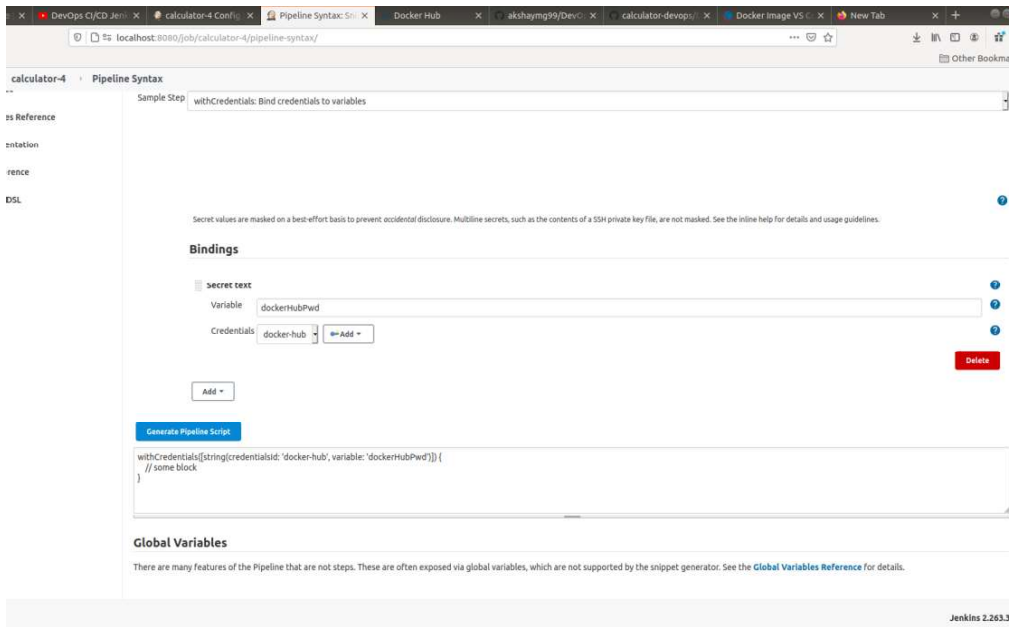 DevOps CI/CD Jen
calculator-4 Config
Pipeline Syntax: Sni
Docker Hub
akshaymg99/DevO
calculator-devops/
Docker Image VS C
New Tab
localhost:8080/job/calculator-4/pipeline-syntax/
Other Bookma
calculator-4 › Pipeline Syntax
Sample Step
withCredentials: Bind credentials to variables
es Reference
entation
rence
DSL
Secret values are masked on a best-effort basis to prevent accidental disclosure. Multiline secrets, such as the contents of a SSH private key file, are not masked. See the inline help for details and usage guidelines.
Bindings
Secret text
Variable
dockerHubPwd
Credentials
docker-hub
Add
Delete
Add
Generate Pipeline Script
withCredentials([string(credentialsId: 'docker-hub', variable: 'dockerHubPwd')]) {
// some block
}
Global Variables
There are many features of the Pipeline that are not steps. These are often exposed via global variables, which are not supported by the snippet generator. See the Global Variables Reference for details.
Jenkins 2.263.3